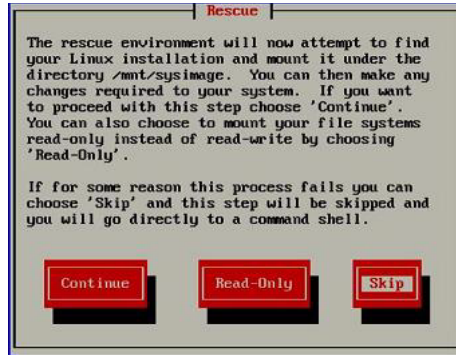 Rescue
The rescue environment will now attempt to find
your Linux installation and mount it under the
directory /mnt/sysimage.  You can then make any
changes required to your system.  If you want
to proceed with this step choose 'Continue'.
You can also choose to mount your file systems
read-only instead of read-write by choosing
'Read-Only'.
If for some reason this process fails you can
choose 'Skip' and this step will be skipped and
you will go directly to a command shell.
Continue Read-Only Skip